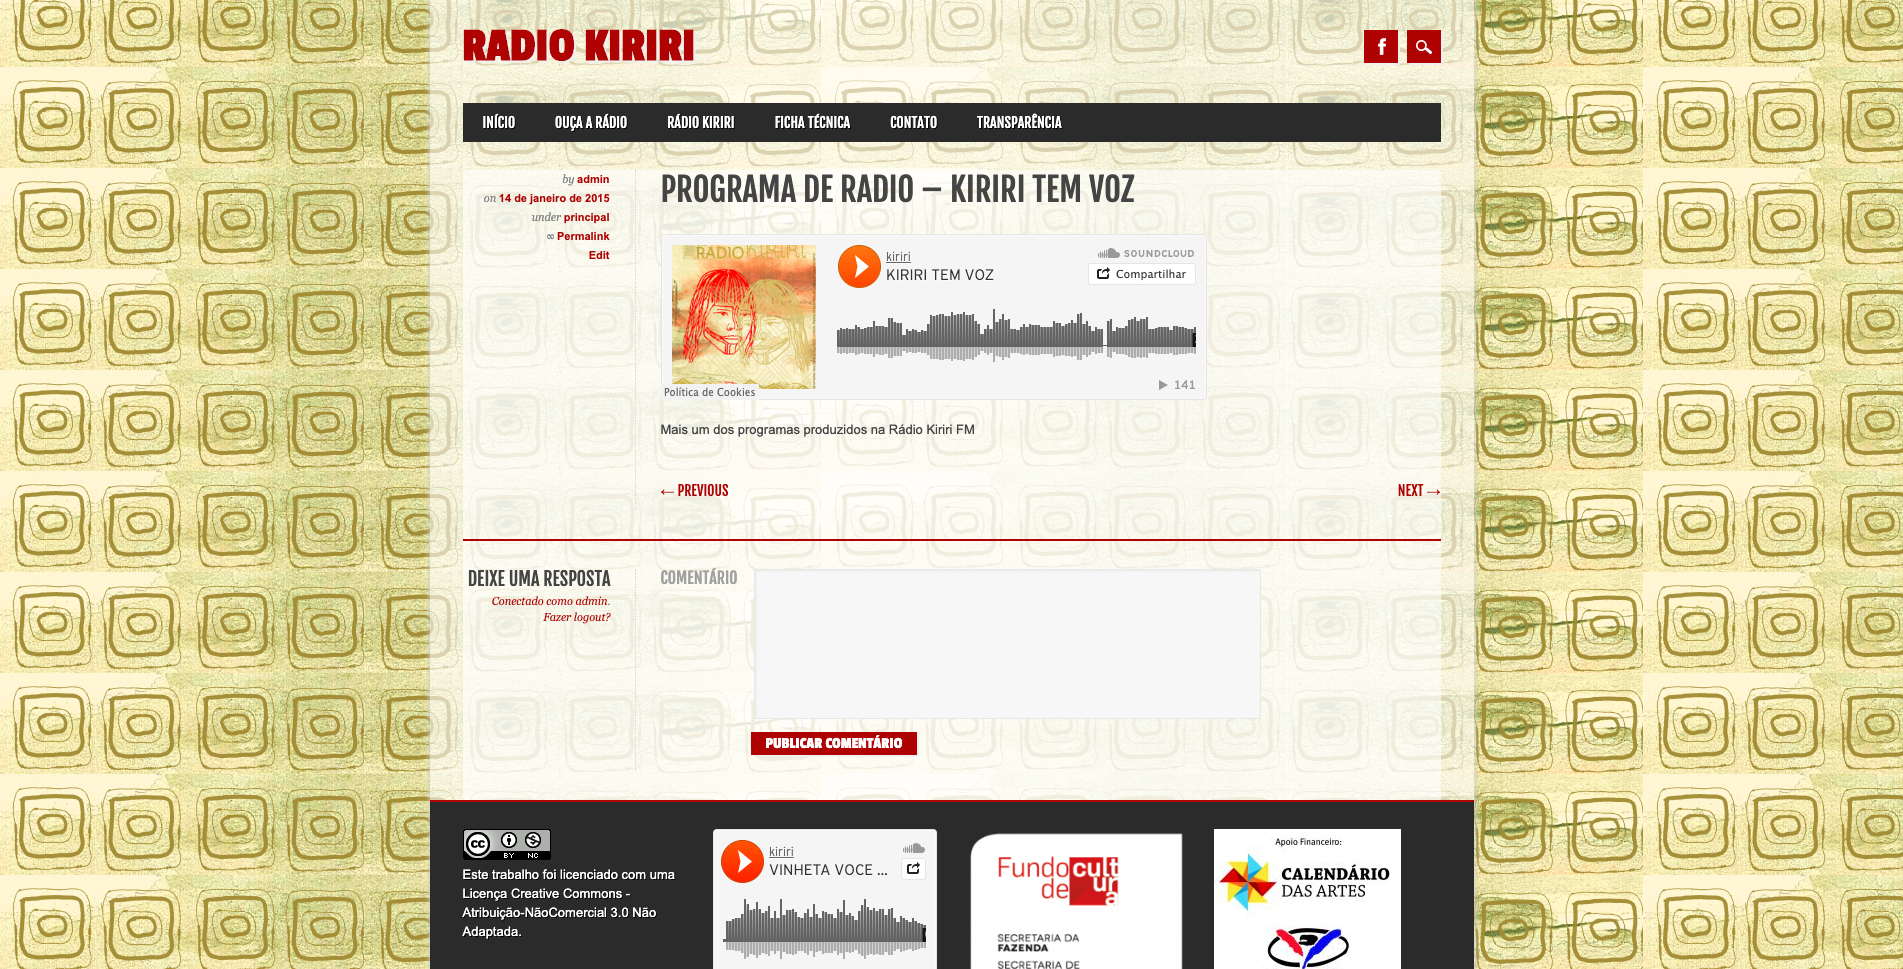 RADIO KIRIRI
INÍCIO
OUÇA A RÁDIO
RÁDIO KIRIRI
FICHA TÉCNICA
CONTATO
TRANSPARÊNCIA
by admin
on 14 de janeiro de 2015
under principal
∞ Permalink
Edit
PROGRAMA DE RADIO – KIRIRI TEM VOZ
RADIO KIRIRI
kiriri
KIRIRI TEM VOZ
SOUNDCLOUD
Compartilhar
141
Política de Cookies
Mais um dos programas produzidos na Rádio Kiriri FM
← PREVIOUS
NEXT →
DEIXE UMA RESPOSTA
Conectado como admin.
Fazer logout?
COMENTÁRIO
PUBLICAR COMENTÁRIO
cc BY NC
Este trabalho foi licenciado com uma
Licença Creative Commons -
Atribuição-NãoComercial 3.0 Não
Adaptada.
kiriri
VINHETA VOCE ...
Fundo de cultura
SECRETARIA DA
FAZENDA
SECRETARIA DE
Apoio Financeiro:
CALENDÁRIO
DAS ARTES